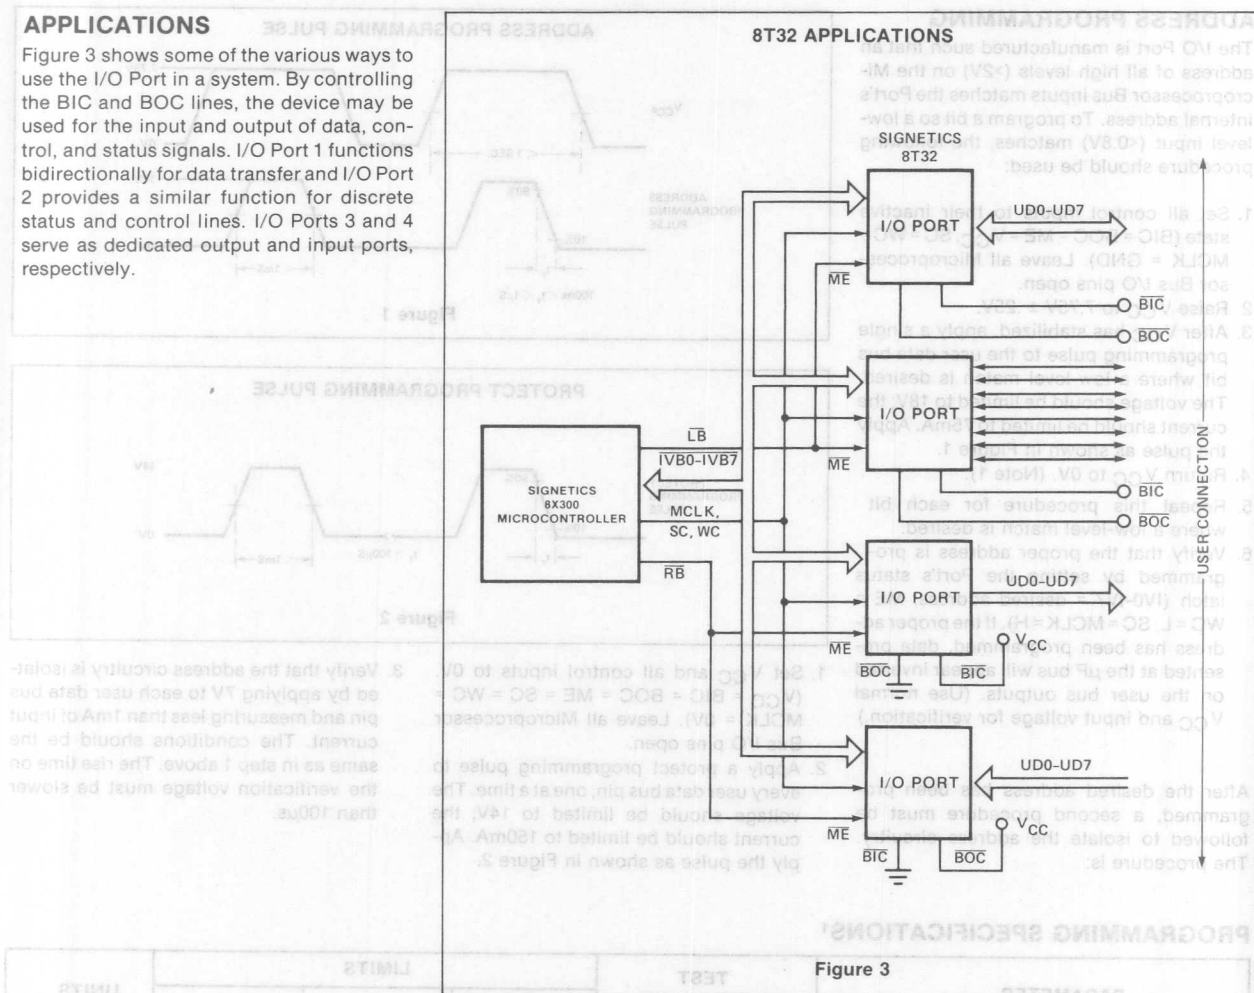 APPLICATIONS
Figure 3 shows some of the various ways to
use the I/O Port in a system. By controlling
the BIC and BOC lines, the device may be
used for the input and output of data, con-
trol, and status signals. I/O Port 1 functions
bidirectionally for data transfer and I/O Port
2 provides a similar function for discrete
status and control lines. I/O Ports 3 and 4
serve as dedicated output and input ports,
respectively.
8T32 APPLICATIONS
SIGNETICS
8T32
I/O PORT
UD0-UD7
ME
BIC
BOC
I/O PORT
ME
BIC
BOC
SIGNETICS
8X300
MICROCONTROLLER
LB
IVB0-IVB7
MCLK,
SC, WC
RB
I/O PORT
UD0-UD7
ME
BOC
BIC
VCC
I/O PORT
UD0-UD7
ME
BIC
BOC
VCC
USER CONNECTION
Figure 3